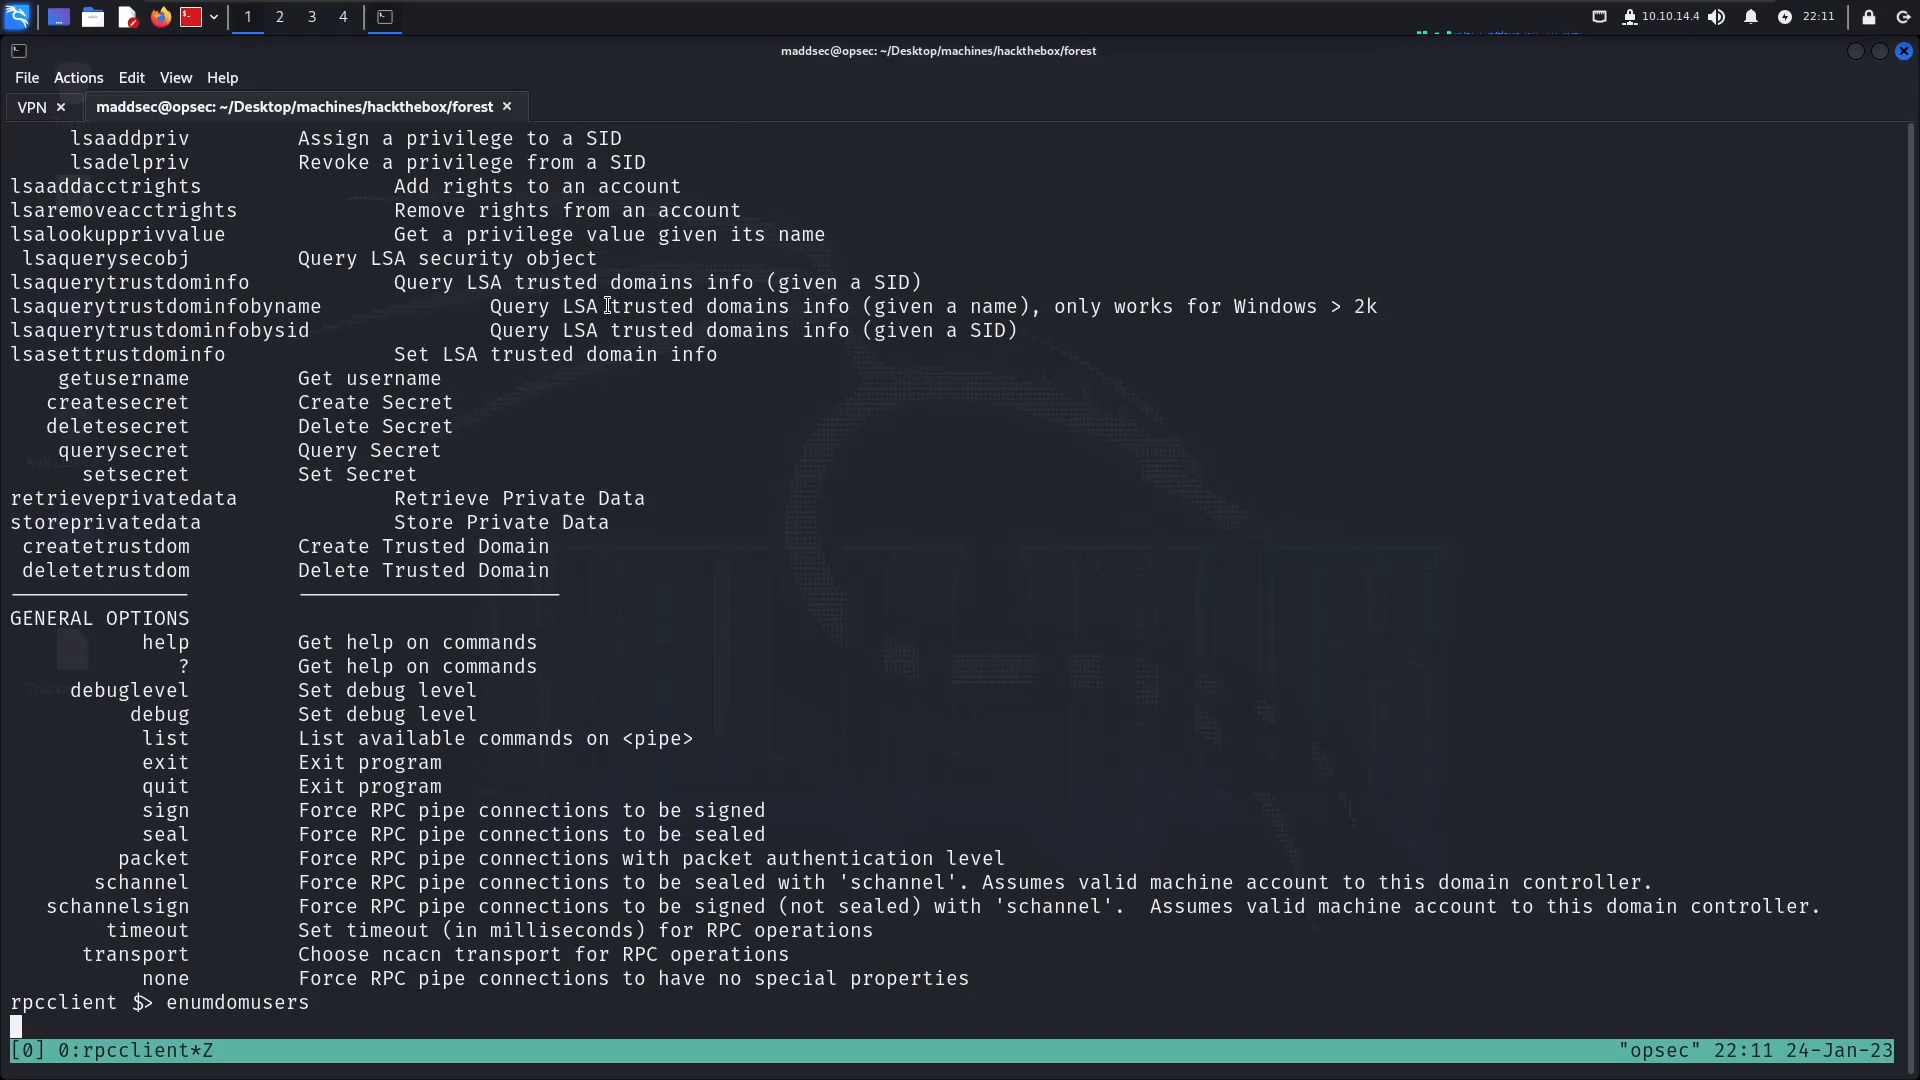 1 2 3 4 10.10.14.4 22:11
maddsec@opsec: ~/Desktop/machines/hackthebox/forest
File Actions Edit View Help
VPN × maddsec@opsec: ~/Desktop/machines/hackthebox/forest ×
lsaaddpriv Assign a privilege to a SID
lsadelpriv Revoke a privilege from a SID
lsaaddacctrights Add rights to an account
lsaremoveacctrights Remove rights from an account
lsalookupprivvalue Get a privilege value given its name
lsaquerysecobj Query LSA security object
lsaquerytrustdominfo Query LSA trusted domains info (given a SID)
lsaquerytrustdominfobyname Query LSA trusted domains info (given a name), only works for Windows > 2k
lsaquerytrustdominfobysid Query LSA trusted domains info (given a SID)
lsasettrustdominfo Set LSA trusted domain info
getusername Get username
createsecret Create Secret
deletesecret Delete Secret
querysecret Query Secret
setsecret Set Secret
retrieveprivatedata Retrieve Private Data
storeprivatedata Store Private Data
createtrustdom Create Trusted Domain
deletetrustdom Delete Trusted Domain
GENERAL OPTIONS
help Get help on commands
? Get help on commands
debuglevel Set debug level
debug Set debug level
list List available commands on <pipe>
exit Exit program
quit Exit program
sign Force RPC pipe connections to be signed
seal Force RPC pipe connections to be sealed
packet Force RPC pipe connections with packet authentication level
schannel Force RPC pipe connections to be sealed with 'schannel'. Assumes valid machine account to this domain controller.
schannelsign Force RPC pipe connections to be signed (not sealed) with 'schannel'. Assumes valid machine account to this domain controller.
timeout Set timeout (in milliseconds) for RPC operations
transport Choose ncacn transport for RPC operations
none Force RPC pipe connections to have no special properties
rpcclient $> enumdomusers
[0] 0:rpcclient*Z "opsec" 22:11 24-Jan-23